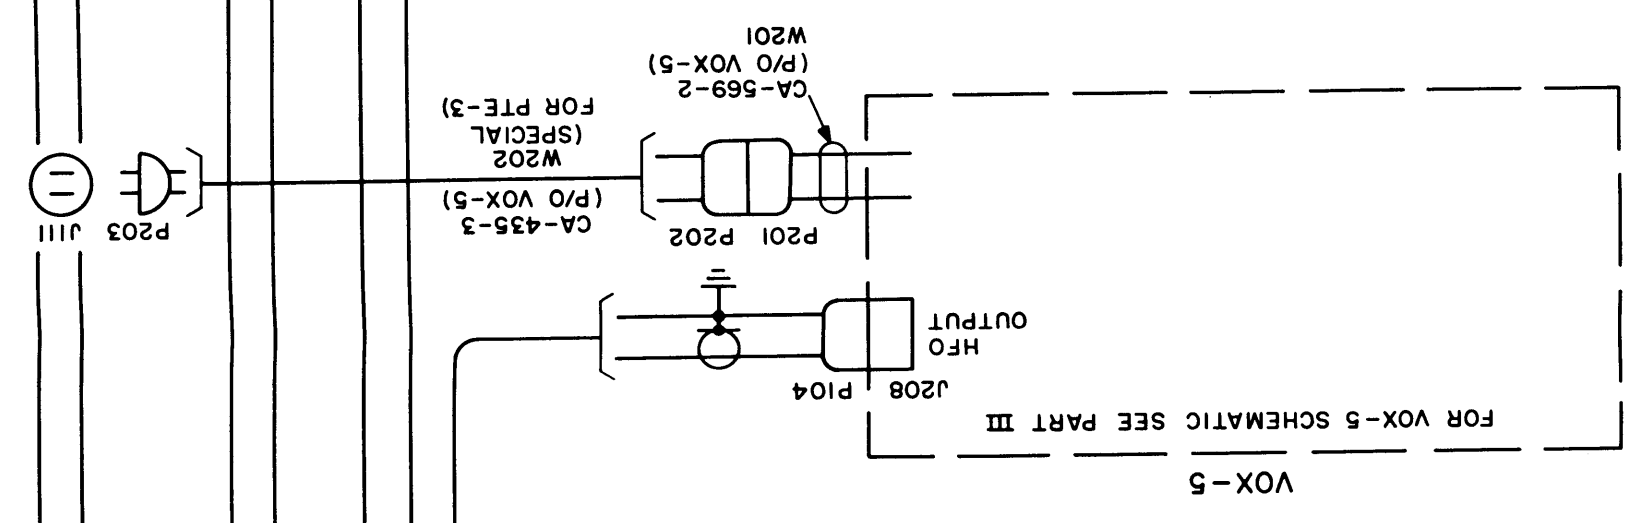 VOX-5
FOR VOX-5 SCHEMATIC SEE PART III
J208 P104
HFO
OUTPUT
P201 P202
P203 J111
CA-435-3
(P/O VOX-5)
W202
(SPECIAL
FOR PTE-3)
CA-569-2
(P/O VOX-5)
W201